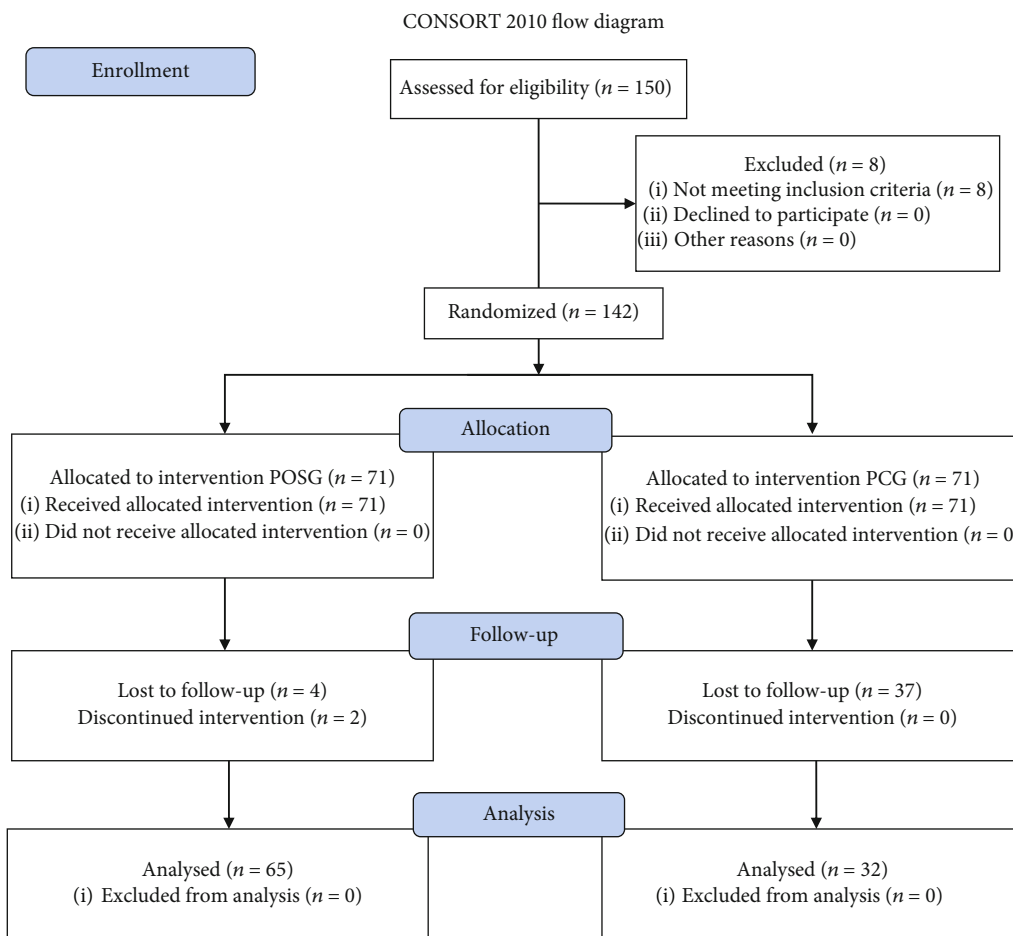 CONSORT 2010 flow diagram
Enrollment
Assessed for eligibility (n = 150)
Excluded (n = 8)
(i) Not meeting inclusion criteria (n = 8)
(ii) Declined to participate (n = 0)
(iii) Other reasons (n = 0)
Randomized (n = 142)
Allocation
Allocated to intervention POSG (n = 71)
(i) Received allocated intervention (n = 71)
(ii) Did not receive allocated intervention (n = 0)
Allocated to intervention PCG (n = 71)
(i) Received allocated intervention (n = 71)
(ii) Did not receive allocated intervention (n = 0
Follow-up
Lost to follow-up (n = 4)
Discontinued intervention (n = 2)
Lost to follow-up (n = 37)
Discontinued intervention (n = 0)
Analysis
Analysed (n = 65)
(i) Excluded from analysis (n = 0)
Analysed (n = 32)
(i) Excluded from analysis (n = 0)